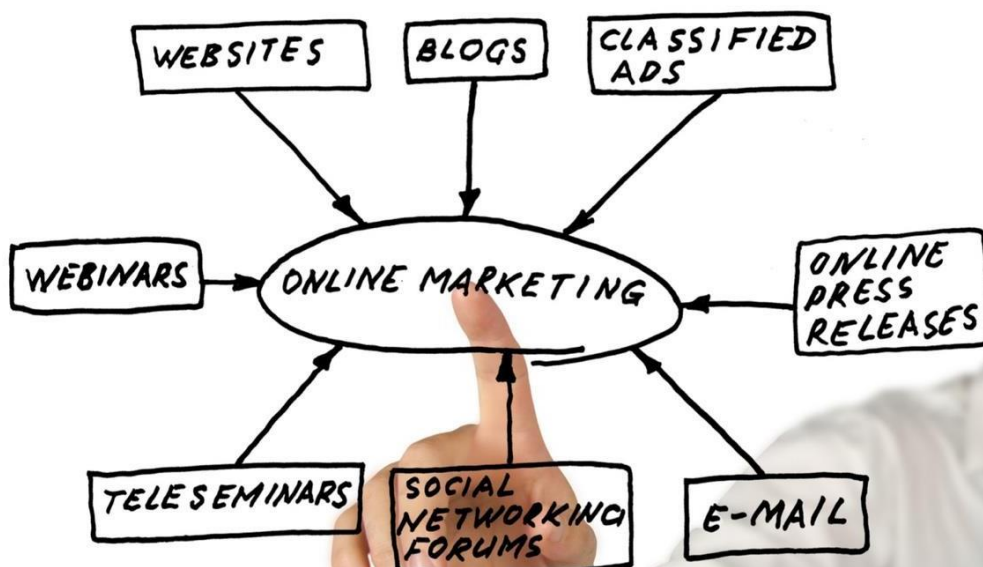 WEBSITES
BLOGS
CLASSIFIED
ADS
WEBINARS
ONLINE MARKETING
ONLINE
PRESS
RELEASES
TELESEMINARS
SOCIAL
NETWORKING
FORUMS
E-MAIL